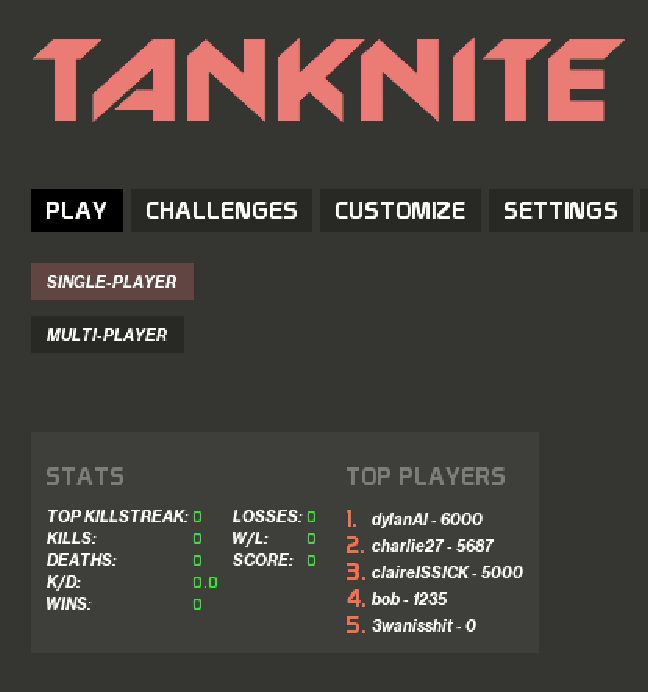 TANKNITE
PLAY CHALLENGES CUSTOMIZE SETTINGS
SINGLE-PLAYER
MULTI-PLAYER
STATS
TOP KILLSTREAK: 0
KILLS: 0
DEATHS: 0
K/D: 0.0
WINS: 0
LOSSES: 0
W/L: 0
SCORE: 0
TOP PLAYERS
1. dylanAI - 6000
2. charlie27 - 5687
3. claireISSICK - 5000
4. bob - 1235
5. 3wanisshit - 0